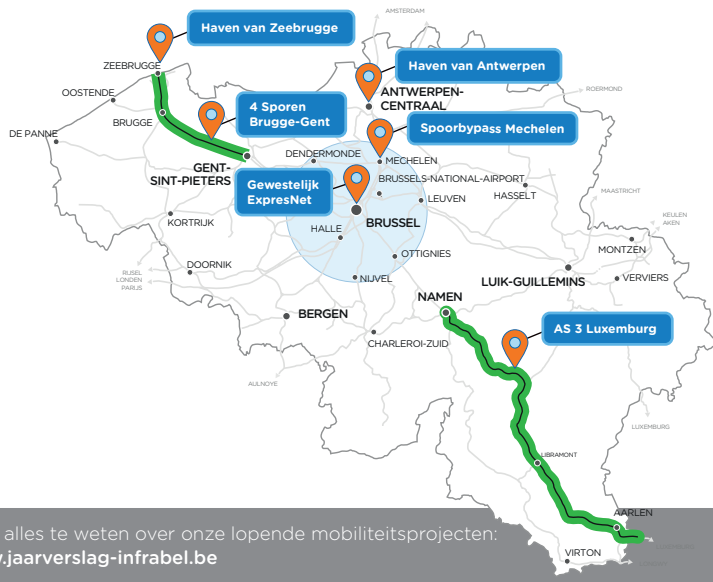 AMSTERDAM
Haven van Zeebrugge
ZEEBRUGGE
Haven van Antwerpen
ROERMOND
OOSTENDE
ANTWERPEN-
CENTRAAL
4 Sporen
Brugge-Gent
BRUGGE
Spoorbypass Mechelen
DE PANNE
DENDERMONDE
MECHELEN
GENT-
SINT-PIETERS
BRUSSELS-NATIONAL-AIRPORT
Gewestelijk
ExpresNet
LEUVEN
HASSELT
MAASTRICHT
KORTRIJK
BRUSSEL
KEULEN
AKEN
HALLE
MONTZEN
OTTIGNIES
DOORNIK
RIJSEL
LONDEN
PARIJS
NIJVEL
LUIK-GUILLEMINS
VERVIERS
NAMEN
BERGEN
AS 3 Luxemburg
CHARLEROI-ZUID
AULNOYÉ
LUXEMBURG
LIBRAMONT
AARLEN
alles te weten over onze lopende mobiliteitsprojecten:
.jaarverslag-infrabel.be
VIRTON